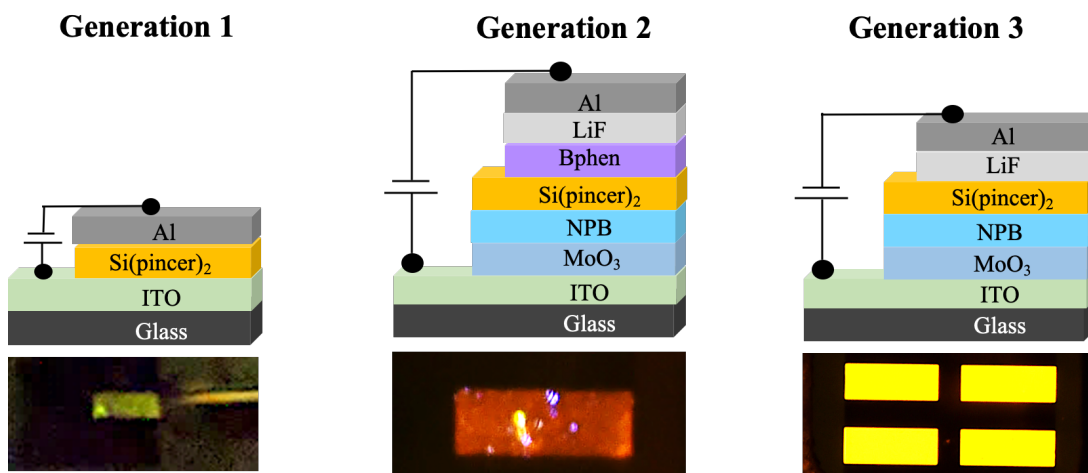 Generation 1
Al
Si(pincer)₂
ITO
Glass
Generation 2
Al
LiF
Bphen
Si(pincer)₂
NPB
MoO₃
ITO
Glass
Generation 3
Al
LiF
Si(pincer)₂
NPB
MoO₃
ITO
Glass